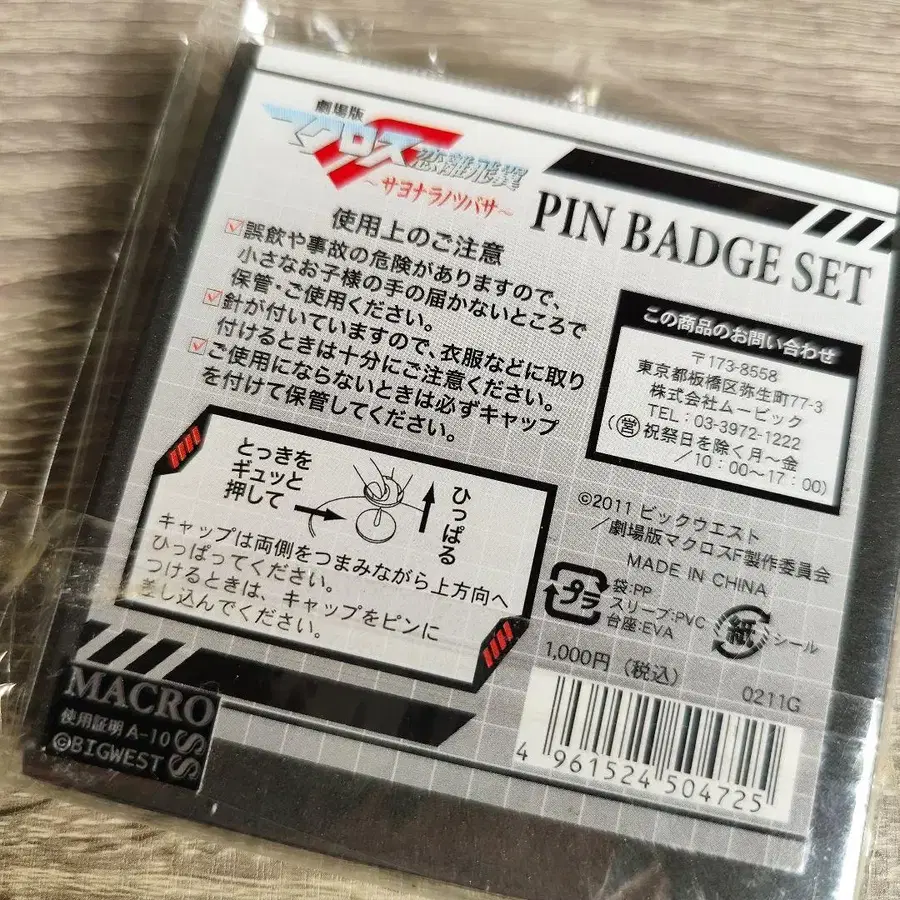 劇場版
マクロスF
恋離飛翼
~サヨナラノツバサ~
PIN BADGE SET
使用上のご注意
誤飲や事故の危険がありますので、
小さなお子様の手の届かないところで
保管・ご使用ください。
針が付いていますので、衣服などに取り
付けるときは十分にご注意ください。
ご使用にならないときは必ずキャップ
を付けて保管してください。
この商品のお問い合わせ
〒173-8558
東京都板橋区弥生町77-3
株式会社ムービック
TEL:03-3972-1222
(営)祝祭日を除く月~金
/10:00~17:00)
とっきを
ギュッと
押して
ひっぱる
キャップは両側をつまみながら上方向へ
ひっぱってください。
つけるときは、キャップをピンに
差し込んでください。
©2011 ビックウエスト
/劇場版マクロスF製作委員会
MADE IN CHINA
プラ
袋:PP
スリーブ:PVC
台座:EVA
紙
シール
1,000円(税込)
0211G
4 961524 504725
MACROSS
使用証明 A-10
©BIGWEST